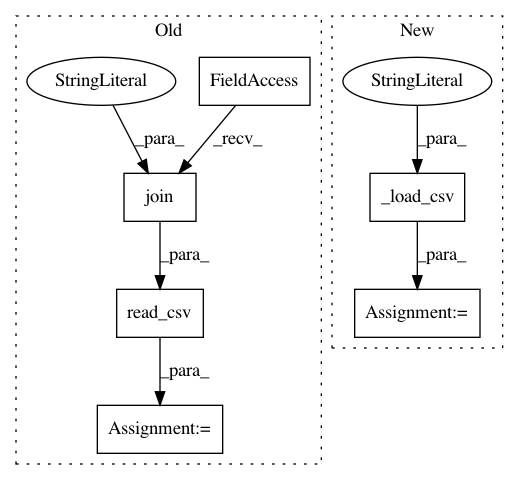 Old
New
StringLiteral
FieldAccess
StringLiteral
_para_
_recv_
_para_
join
_load_csv
_para_
_para_
read_csv
Assignment:=
_para_
Assignment:=